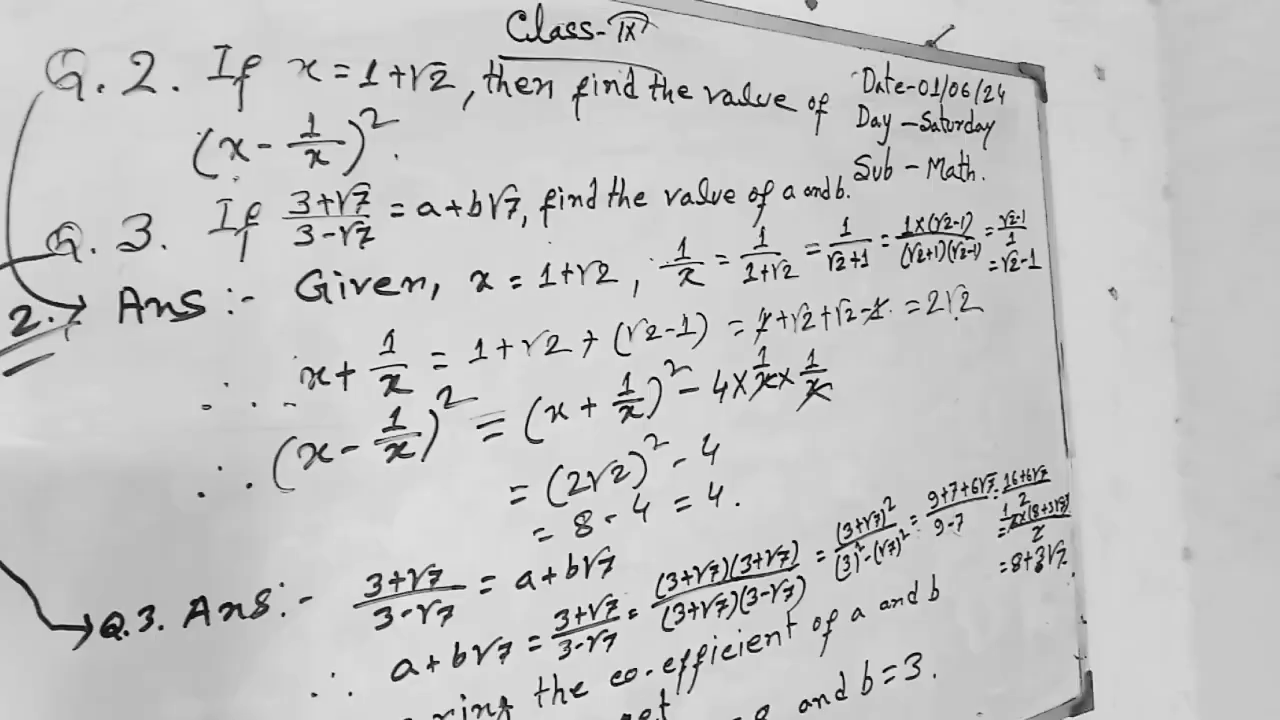 Class-IX
Date-01/06/24
Day-Saturday
Sub-Math.
Q.2. If x=1+√2, then find the value of
(x-1/x)².
Q.3. If (3+√7)/(3-√7) = a+b√7, find the value of a and b.
2. Ans:- Given, x=1+√2, 1/x = 1/(1+√2) = 1/(√2+1) = 1×(√2-1)/(√2+1)(√2-1) = (√2-1)/1
=√2-1
∴ x+1/x = 1+√2+(√2-1) = 1+√2+√2-1 = 2√2
∴ (x-1/x)² = (x+1/x)² - 4×1/x×1/x
= (2√2)² - 4
= 8-4 = 4.
Q.3. Ans:- (3+√7)/(3-√7) = a+b√7
∴ a+b√7 = (3+√7)/(3-√7) = (3+√7)(3+√7)/(3+√7)(3-√7) = (3+√7)²/(3)²-(√7)² = (9+7+6√7)/(9-7) = (16+6√7)/2
= 2×(8+3√7)/2
=8+3√7.
the co-efficient of a and b
and b=3.